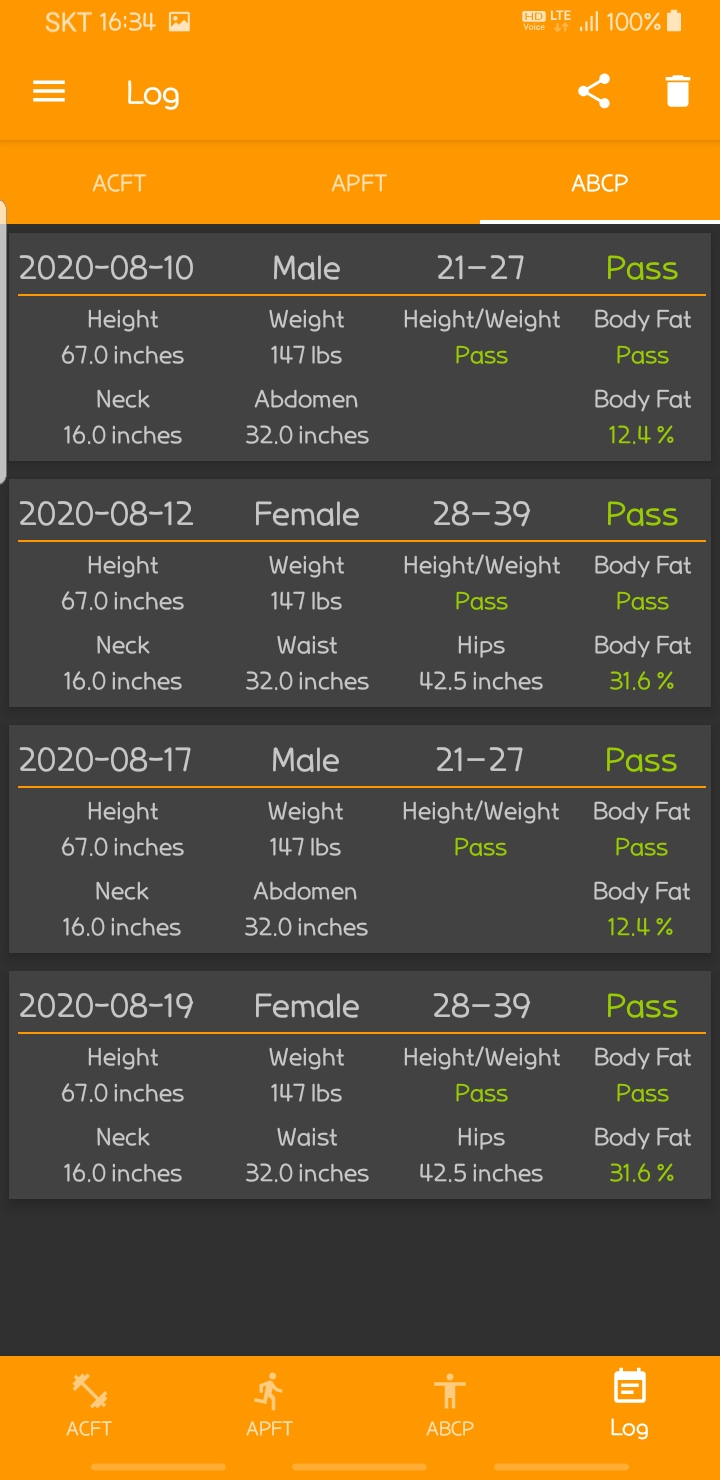 SKT 16:34 HD Voice LTE 100%
Log
ACFT APFT ABCP
2020-08-10 Male 21-27 Pass
Height Weight Height/Weight Body Fat
67.0 inches 147 lbs Pass Pass
Neck Abdomen Body Fat
16.0 inches 32.0 inches 12.4 %
2020-08-12 Female 28-39 Pass
Height Weight Height/Weight Body Fat
67.0 inches 147 lbs Pass Pass
Neck Waist Hips Body Fat
16.0 inches 32.0 inches 42.5 inches 31.6 %
2020-08-17 Male 21-27 Pass
Height Weight Height/Weight Body Fat
67.0 inches 147 lbs Pass Pass
Neck Abdomen Body Fat
16.0 inches 32.0 inches 12.4 %
2020-08-19 Female 28-39 Pass
Height Weight Height/Weight Body Fat
67.0 inches 147 lbs Pass Pass
Neck Waist Hips Body Fat
16.0 inches 32.0 inches 42.5 inches 31.6 %
ACFT APFT ABCP Log